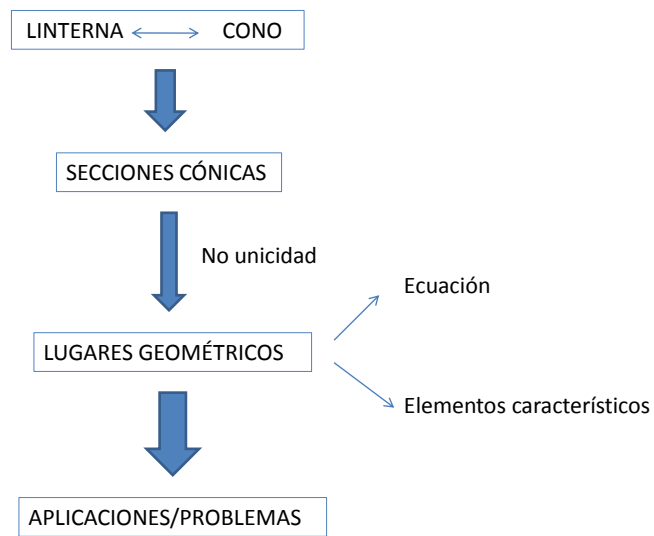 LINTERNA CONO
SECCIONES CÓNICAS
No unicidad
Ecuación
LUGARES GEOMÉTRICOS
Elementos característicos
APLICACIONES/PROBLEMAS